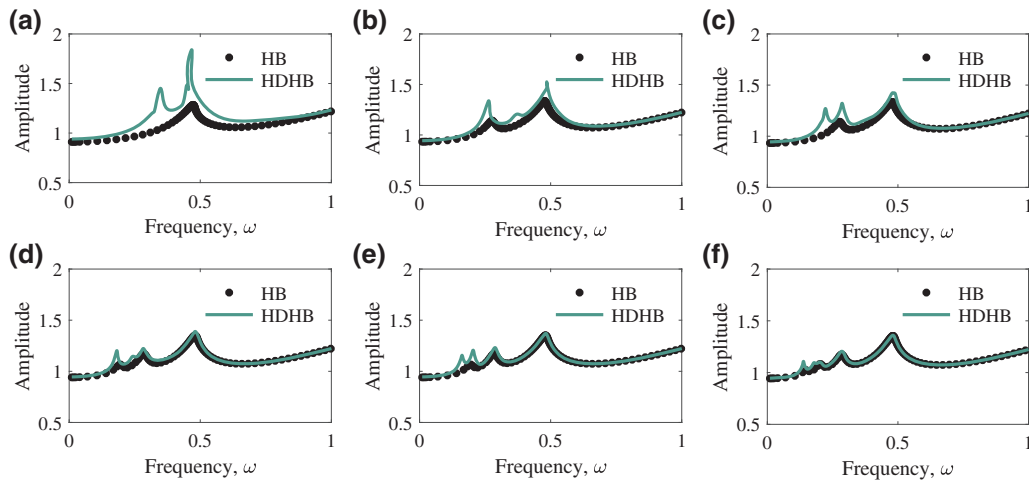 (a)
2
1.5
1
0.5
0
0.5
1
Amplitude
Frequency, ω
HB
HDHB
(b)
2
1.5
1
0.5
0
0.5
1
Amplitude
Frequency, ω
HB
HDHB
(c)
2
1.5
1
0.5
0
0.5
1
Amplitude
Frequency, ω
HB
HDHB
(d)
2
1.5
1
0.5
0
0.5
1
Amplitude
Frequency, ω
HB
HDHB
(e)
2
1.5
1
0.5
0
0.5
1
Amplitude
Frequency, ω
HB
HDHB
(f)
2
1.5
1
0.5
0
0.5
1
Amplitude
Frequency, ω
HB
HDHB